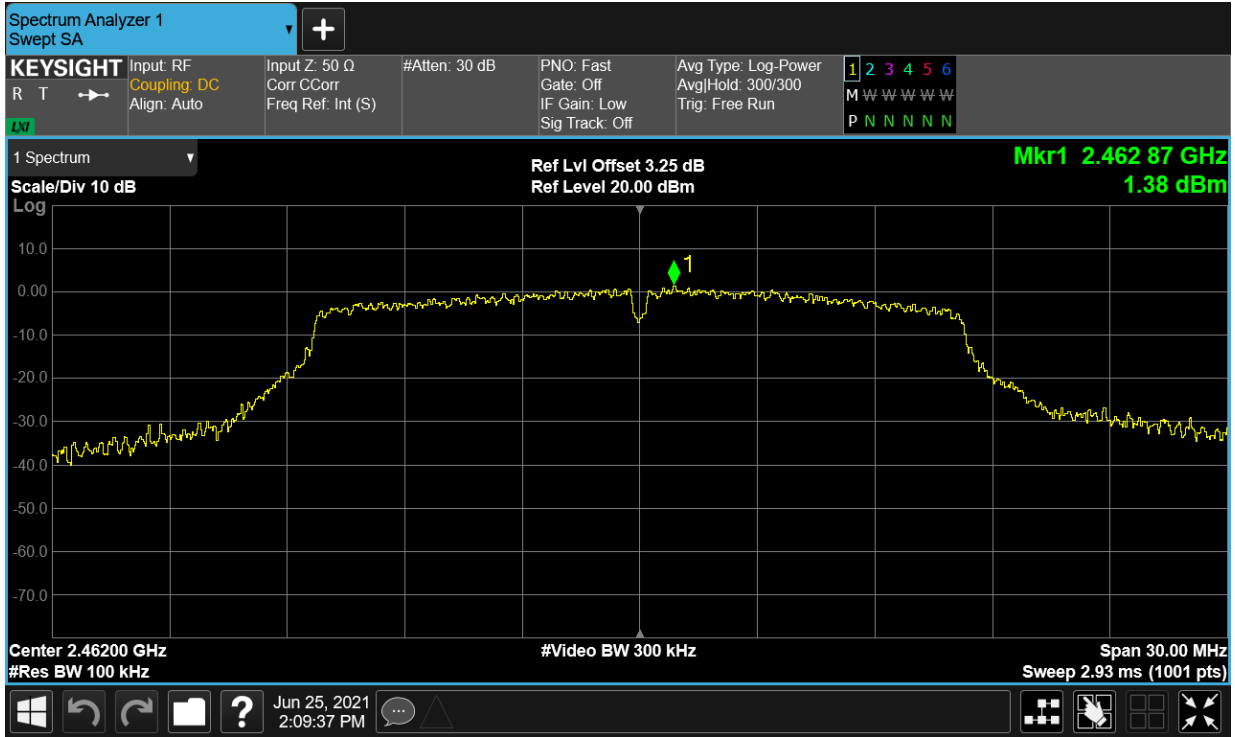 Spectrum Analyzer 1
Swept SA
KEYSIGHT
R T
LXI
Input: RF
Coupling: DC
Align: Auto
Input Z: 50 Ω
Corr CCorr
Freq Ref: Int (S)
#Atten: 30 dB
PNO: Fast
Gate: Off
IF Gain: Low
Sig Track: Off
Avg Type: Log-Power
Avg|Hold: 300/300
Trig: Free Run
1 2 3 4 5 6
M W W W W W
P N N N N N
1 Spectrum
Scale/Div 10 dB
Log
Ref Lvl Offset 3.25 dB
Ref Level 20.00 dBm
Mkr1 2.462 87 GHz
1.38 dBm
1
10.0
0.00
-10.0
-20.0
-30.0
-40.0
-50.0
-60.0
-70.0
Center 2.46200 GHz
#Res BW 100 kHz
#Video BW 300 kHz
Span 30.00 MHz
Sweep 2.93 ms (1001 pts)
?
Jun 25, 2021
2:09:37 PM